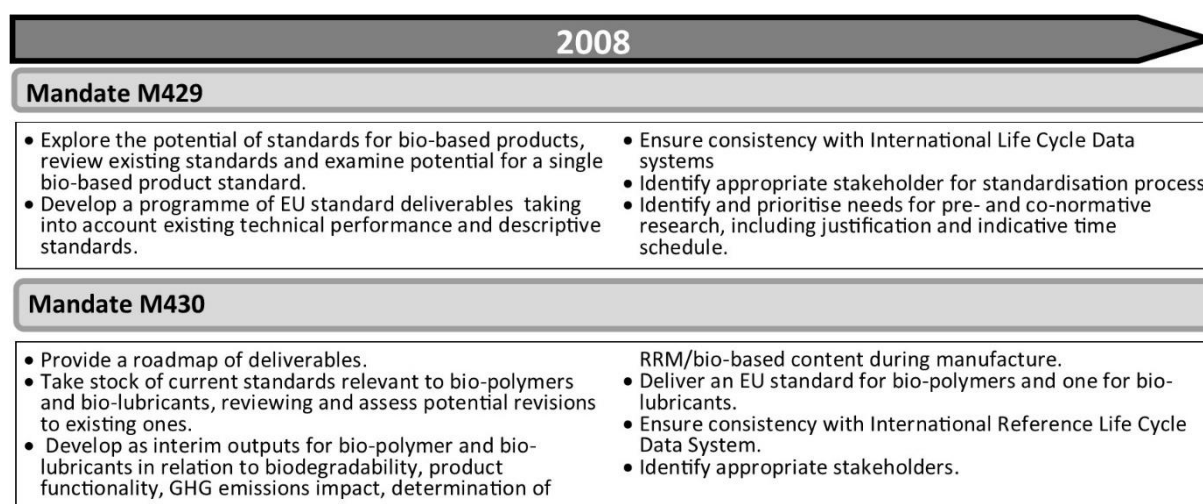 2008
Mandate M429
• Explore the potential of standards for bio-based products,
review existing standards and examine potential for a single
bio-based product standard.
• Develop a programme of EU standard deliverables taking
into account existing technical performance and descriptive
standards.
• Ensure consistency with International Life Cycle Data
systems
• Identify appropriate stakeholder for standardisation process
• Identify and prioritise needs for pre- and co-normative
research, including justification and indicative time
schedule.
Mandate M430
• Provide a roadmap of deliverables.
• Take stock of current standards relevant to bio-polymers
and bio-lubricants, reviewing and assess potential revisions
to existing ones.
• Develop as interim outputs for bio-polymer and bio-
lubricants in relation to biodegradability, product
functionality, GHG emissions impact, determination of
RRM/bio-based content during manufacture.
• Deliver an EU standard for bio-polymers and one for bio-
lubricants.
• Ensure consistency with International Reference Life Cycle
Data System.
• Identify appropriate stakeholders.